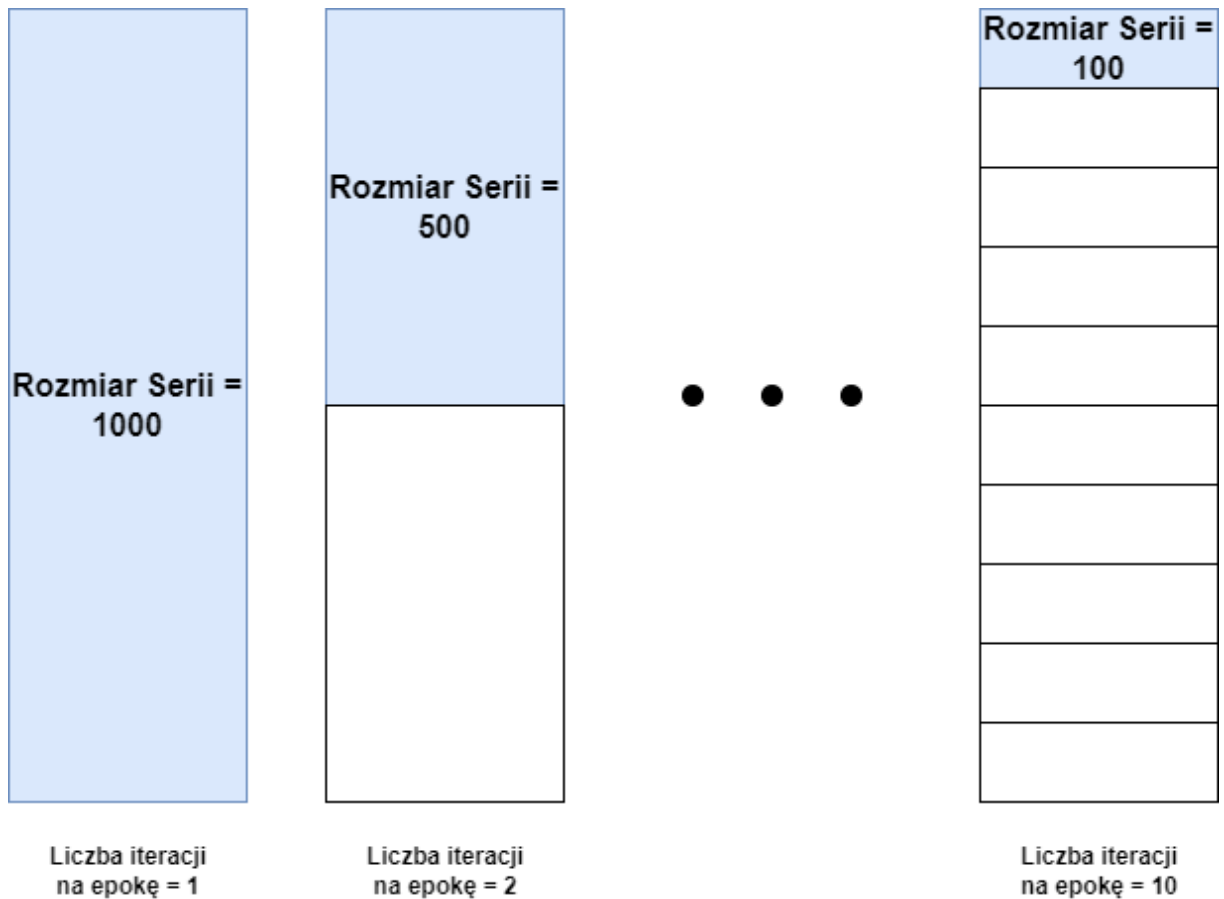 Rozmiar Serii =
1000
Rozmiar Serii =
500
Rozmiar Serii =
100
Liczba iteracji
na epokę = 1
Liczba iteracji
na epokę = 2
Liczba iteracji
na epokę = 10